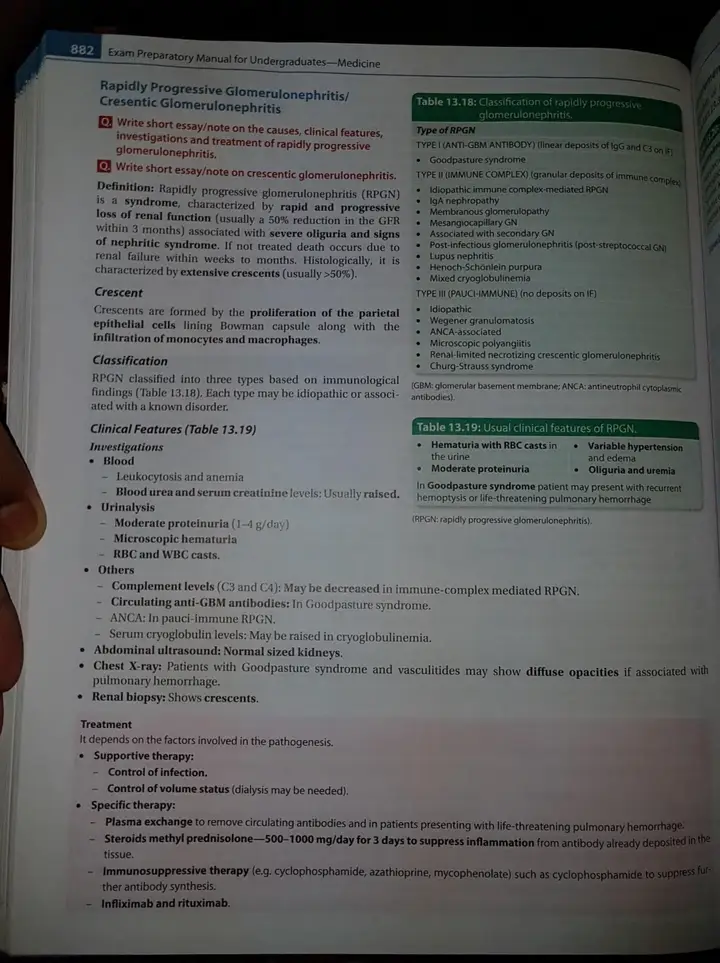 882 Exam Preparatory Manual for Undergraduates—Medicine
Rapidly Progressive Glomerulonephritis/
Cresentic Glomerulonephritis
Q Write short essay/note on the causes, clinical features,
investigations and treatment of rapidly progressive
glomerulonephritis.
Q Write short essay/note on crescentic glomerulonephritis.
Definition: Rapidly progressive glomerulonephritis (RPGN)
is a syndrome, characterized by rapid and progressive
loss of renal function (usually a 50% reduction in the GFR
within 3 months) associated with severe oliguria and signs
of nephritic syndrome. If not treated death occurs due to
renal failure within weeks to months. Histologically, it is
characterized by extensive crescents (usually >50%).
Crescent
Crescents are formed by the proliferation of the parietal
epithelial cells lining Bowman capsule along with the
infiltration of monocytes and macrophages.
Classification
RPGN classified into three types based on immunological
findings (Table 13.18). Each type may be idiopathic or associ-
ated with a known disorder.
Clinical Features (Table 13.19)
Investigations
• Blood
– Leukocytosis and anemia
– Blood urea and serum creatinine levels: Usually raised.
• Urinalysis
– Moderate proteinuria (1–4 g/day)
– Microscopic hematuria
– RBC and WBC casts.
• Others
– Complement levels (C3 and C4): May be decreased in immune-complex mediated RPGN.
– Circulating anti-GBM antibodies: In Goodpasture syndrome.
– ANCA: In pauci-immune RPGN.
– Serum cryoglobulin levels: May be raised in cryoglobulinemia.
• Abdominal ultrasound: Normal sized kidneys.
• Chest X-ray: Patients with Goodpasture syndrome and vasculitides may show diffuse opacities if associated with
pulmonary hemorrhage.
• Renal biopsy: Shows crescents.
Table 13.18: Classification of rapidly progressive
glomerulonephritis.
Type of RPGN
TYPE I (ANTI-GBM ANTIBODY) (linear deposits of IgG and C3 on IF)
• Goodpasture syndrome
TYPE II (IMMUNE COMPLEX) (granular deposits of immune complex)
• Idiopathic immune complex-mediated RPGN
• IgA nephropathy
• Membranous glomerulopathy
• Mesangiocapillary GN
• Associated with secondary GN
• Post-infectious glomerulonephritis (post-streptococcal GN)
• Lupus nephritis
• Henoch-Schönlein purpura
• Mixed cryoglobulinemia
TYPE III (PAUCI-IMMUNE) (no deposits on IF)
• Idiopathic
• Wegener granulomatosis
• ANCA-associated
• Microscopic polyangiitis
• Renal-limited necrotizing crescentic glomerulonephritis
• Churg-Strauss syndrome
(GBM: glomerular basement membrane; ANCA: antineutrophil cytoplasmic
antibodies).
Table 13.19: Usual clinical features of RPGN.
• Hematuria with RBC casts in
the urine
• Moderate proteinuria
• Variable hypertension
and edema
• Oliguria and uremia
In Goodpasture syndrome patient may present with recurrent
hemoptysis or life-threatening pulmonary hemorrhage
(RPGN: rapidly progressive glomerulonephritis).
Treatment
It depends on the factors involved in the pathogenesis.
• Supportive therapy:
– Control of infection.
– Control of volume status (dialysis may be needed).
• Specific therapy:
– Plasma exchange to remove circulating antibodies and in patients presenting with life-threatening pulmonary hemorrhage.
– Steroids methyl prednisolone—500–1000 mg/day for 3 days to suppress inflammation from antibody already deposited in the
tissue.
– Immunosuppressive therapy (e.g. cyclophosphamide, azathioprine, mycophenolate) such as cyclophosphamide to suppress fur-
ther antibody synthesis.
– Infliximab and rituximab.